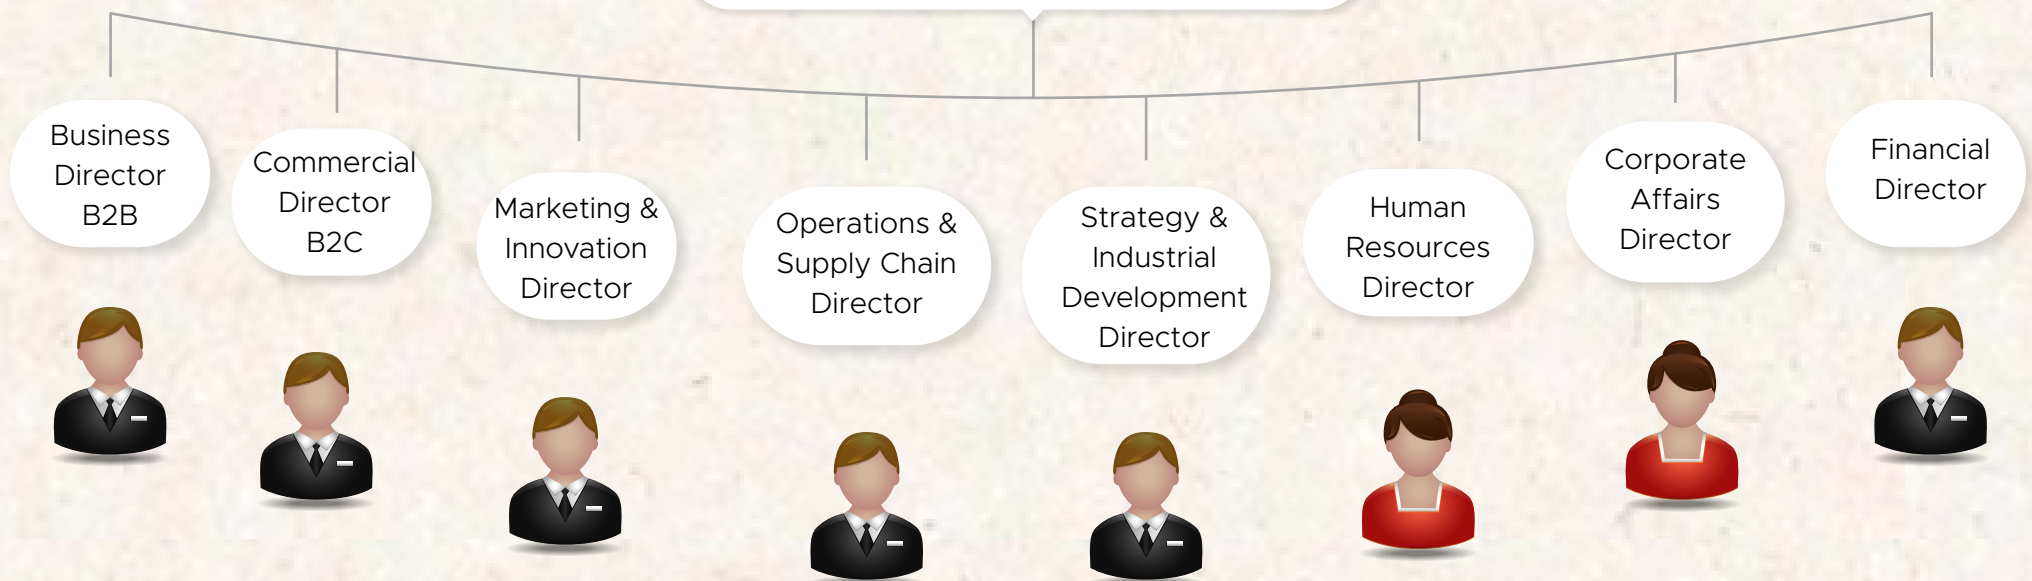 Business
Director
B2B
Commercial
Director
B2C
Marketing &
Innovation
Director
Operations &
Supply Chain
Director
Strategy &
Industrial
Development
Director
Human
Resources
Director
Corporate
Affairs
Director
Financial
Director